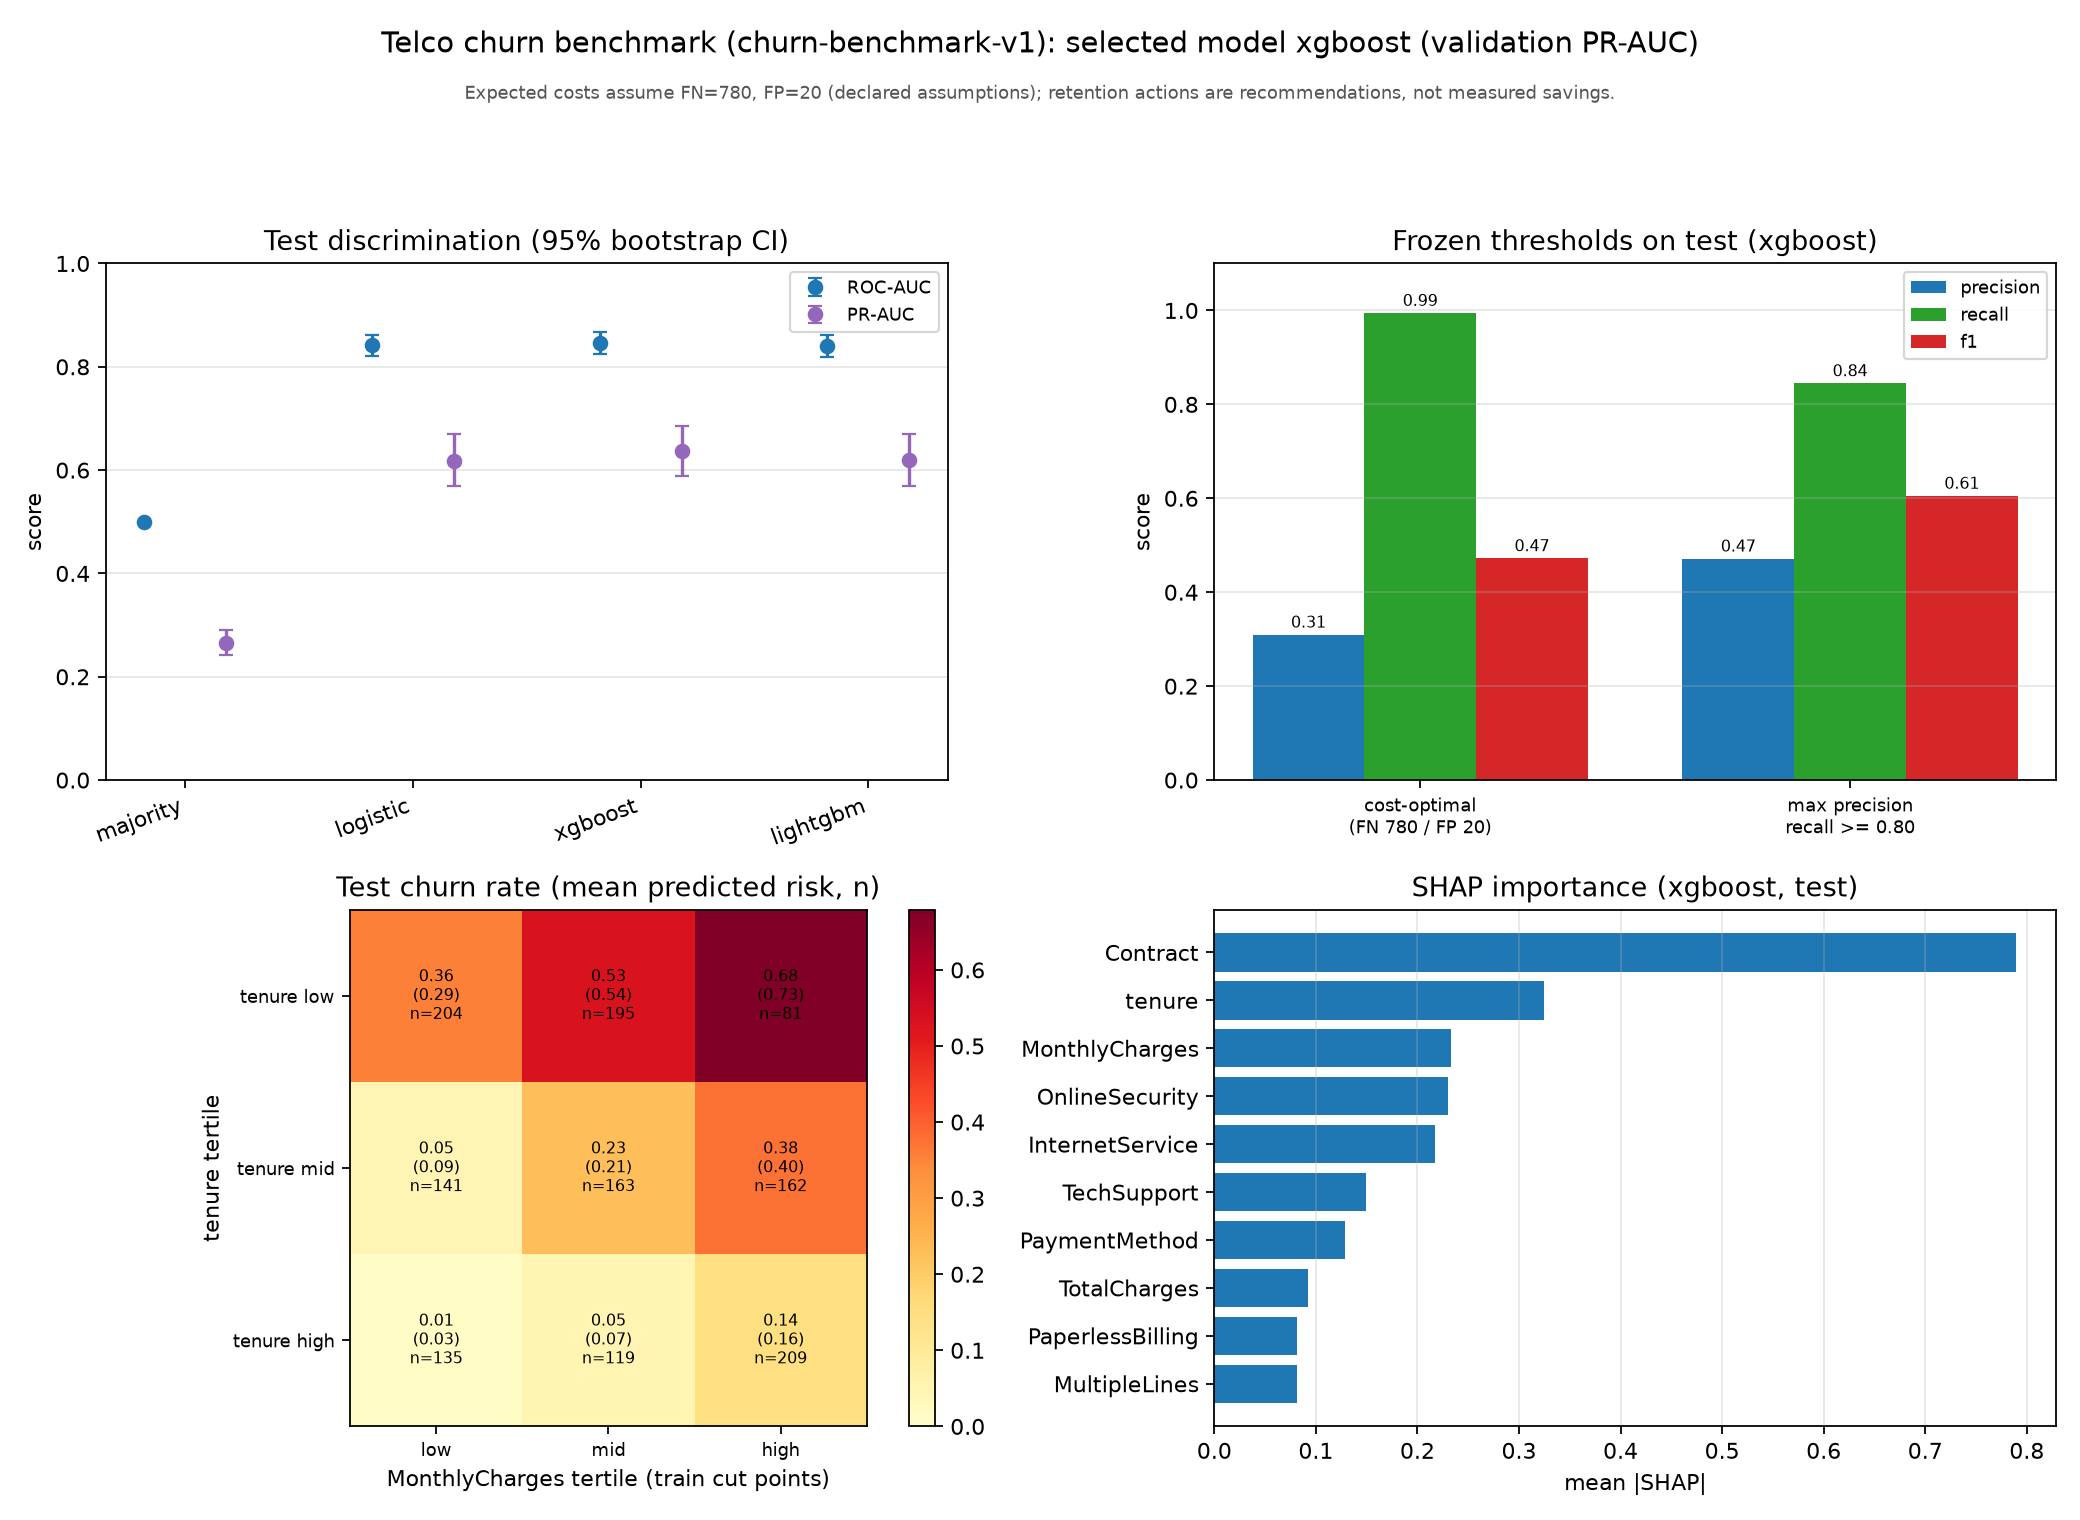 Telco churn benchmark (churn-benchmark-v1): selected model xgboost (validation PR-AUC)
Expected costs assume FN=780, FP=20 (declared assumptions); retention actions are recommendations, not measured savings.
Test discrimination (95% bootstrap CI)
score
1.0
0.8
0.6
0.4
0.2
0.0
ROC-AUC
PR-AUC
majority
logistic
xgboost
lightgbm
Frozen thresholds on test (xgboost)
score
1.0
0.8
0.6
0.4
0.2
0.0
precision
recall
f1
0.31
0.99
0.47
0.47
0.84
0.61
cost-optimal
(FN 780 / FP 20)
max precision
recall >= 0.80
Test churn rate (mean predicted risk, n)
tenure tertile
tenure low
0.36
(0.29)
n=204
0.53
(0.54)
n=195
0.68
(0.73)
n=81
tenure mid
0.05
(0.09)
n=141
0.23
(0.21)
n=163
0.38
(0.40)
n=162
tenure high
0.01
(0.03)
n=135
0.05
(0.07)
n=119
0.14
(0.16)
n=209
low
mid
high
MonthlyCharges tertile (train cut points)
0.6
0.5
0.4
0.3
0.2
0.1
0.0
SHAP importance (xgboost, test)
Contract
tenure
MonthlyCharges
OnlineSecurity
InternetService
TechSupport
PaymentMethod
TotalCharges
PaperlessBilling
MultipleLines
0.0
0.1
0.2
0.3
0.4
0.5
0.6
0.7
0.8
mean |SHAP|